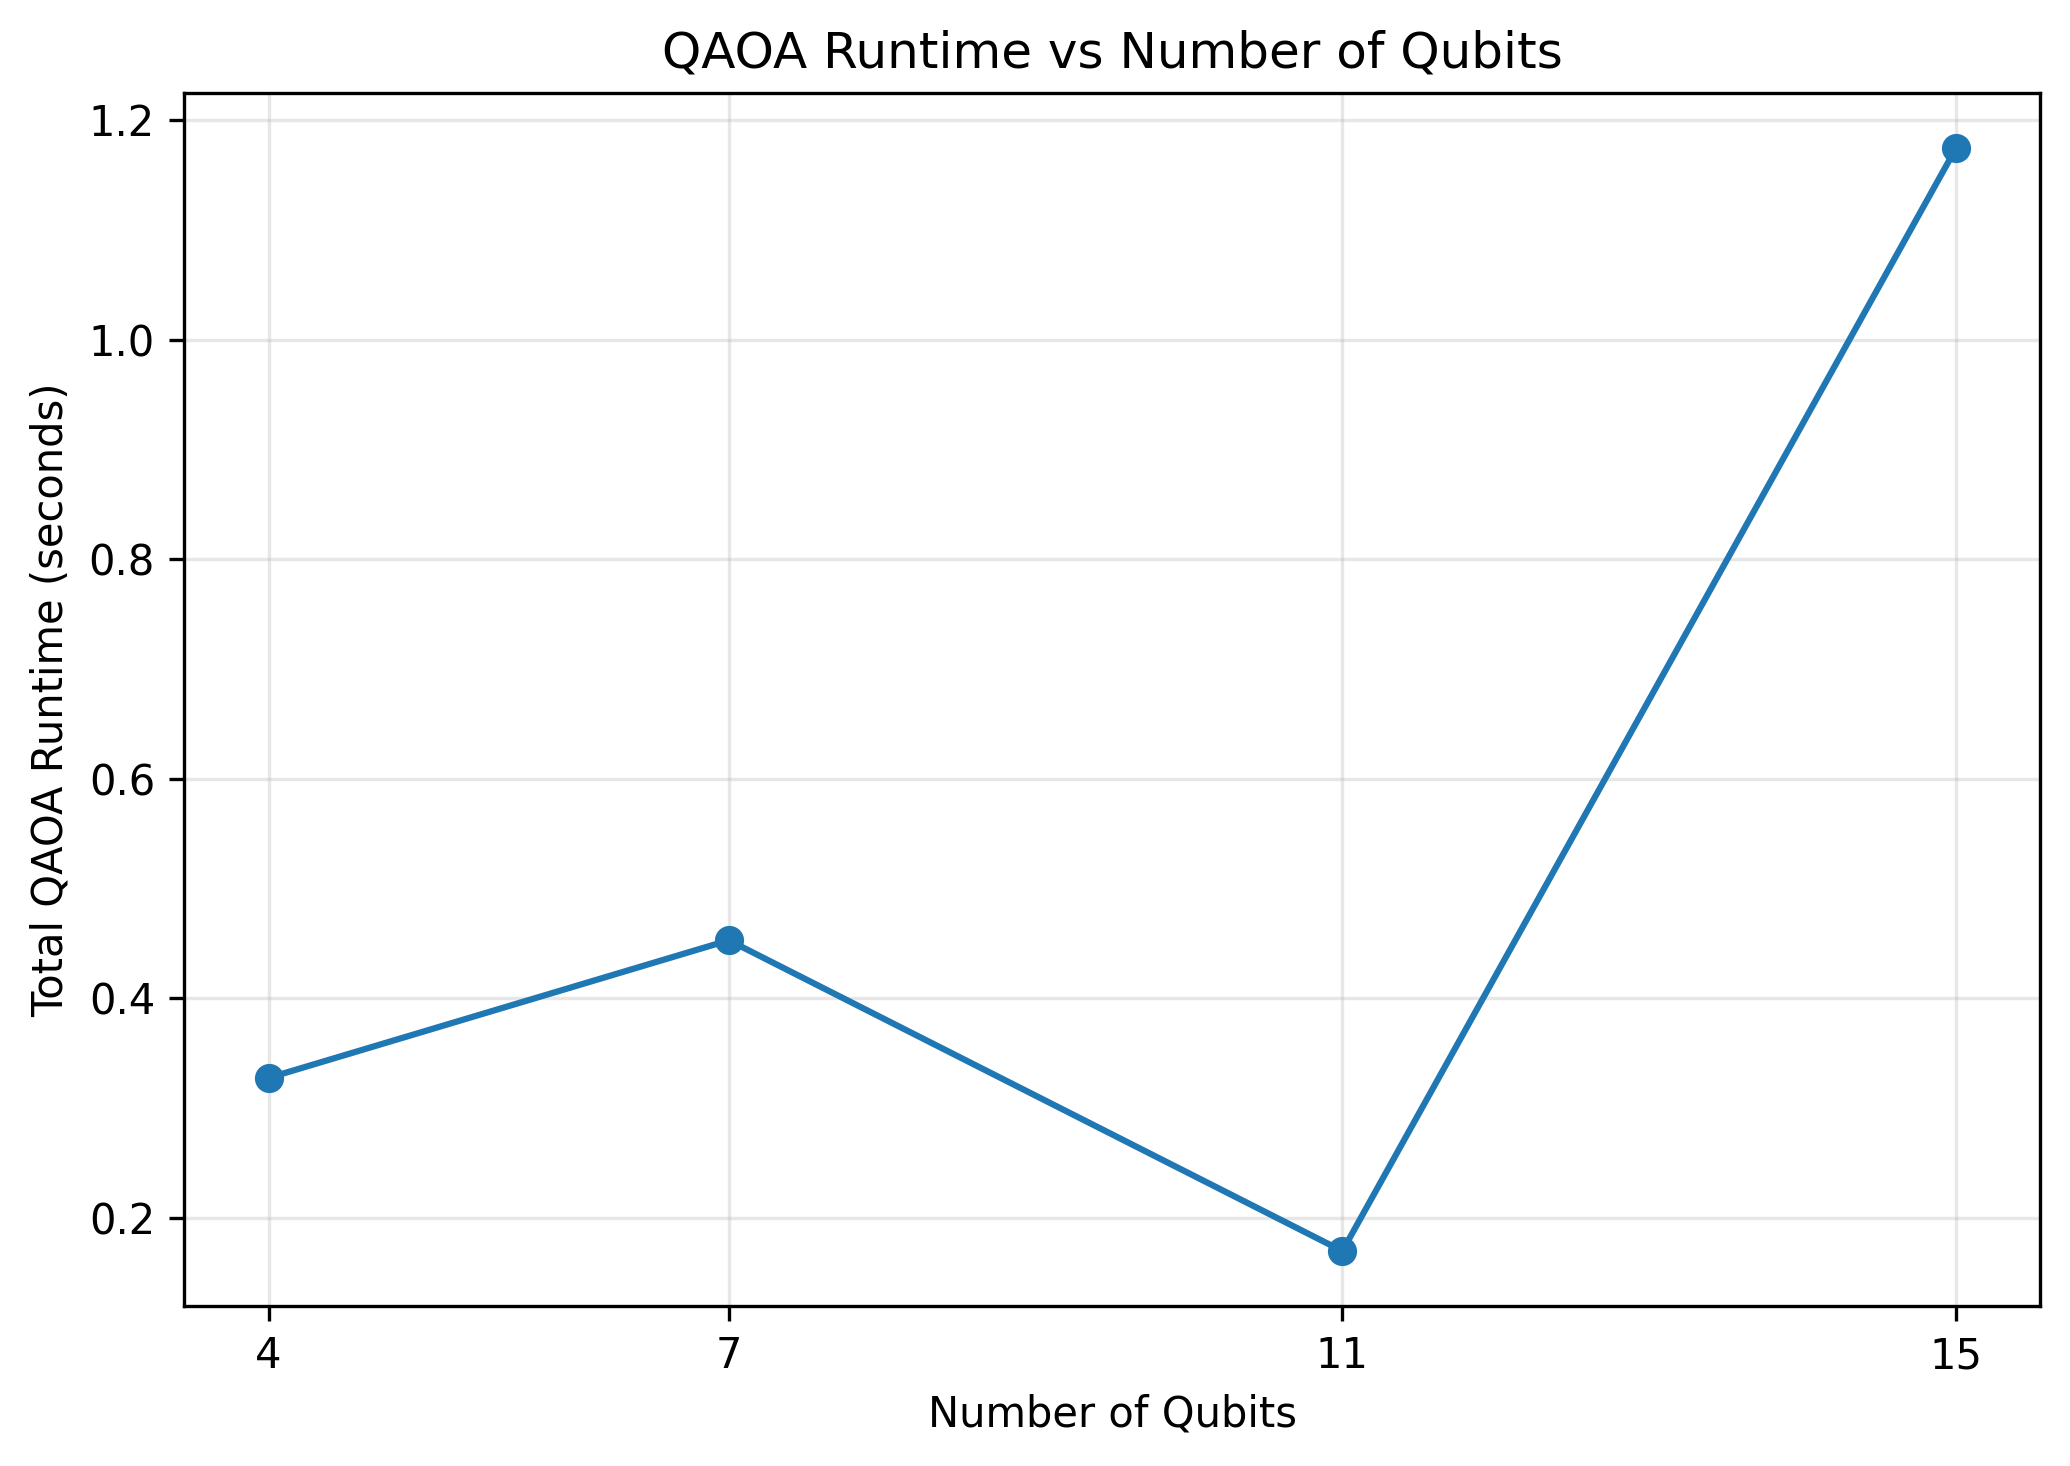 QAOA Runtime vs Number of Qubits
Total QAOA Runtime (seconds)
1.2
1.0
0.8
0.6
0.4
0.2
4 7 11 15
Number of Qubits